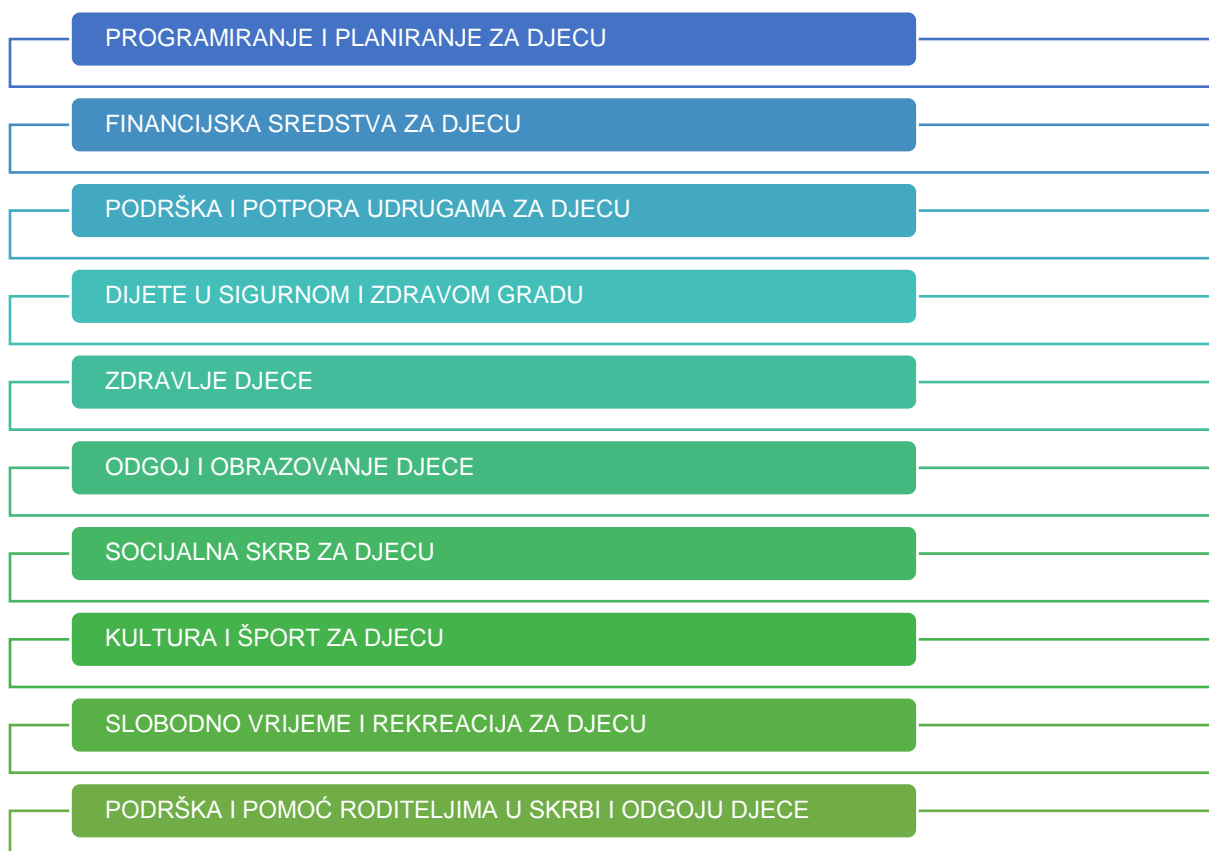 PROGRAMIRANJE I PLANIRANJE ZA DJECU
FINANCIJSKA SREDSTVA ZA DJECU
PODRŠKA I POTPORA UDRUGAMA ZA DJECU
DIJETE U SIGURNOM I ZDRAVOM GRADU
ZDRAVLJE DJECE
ODGOJ I OBRAZOVANJE DJECE
SOCIJALNA SKRB ZA DJECU
KULTURA I ŠPORT ZA DJECU
SLOBODNO VRIJEME I REKREACIJA ZA DJECU
PODRŠKA I POMOĆ RODITELJIMA U SKRBI I ODGOJU DJECE